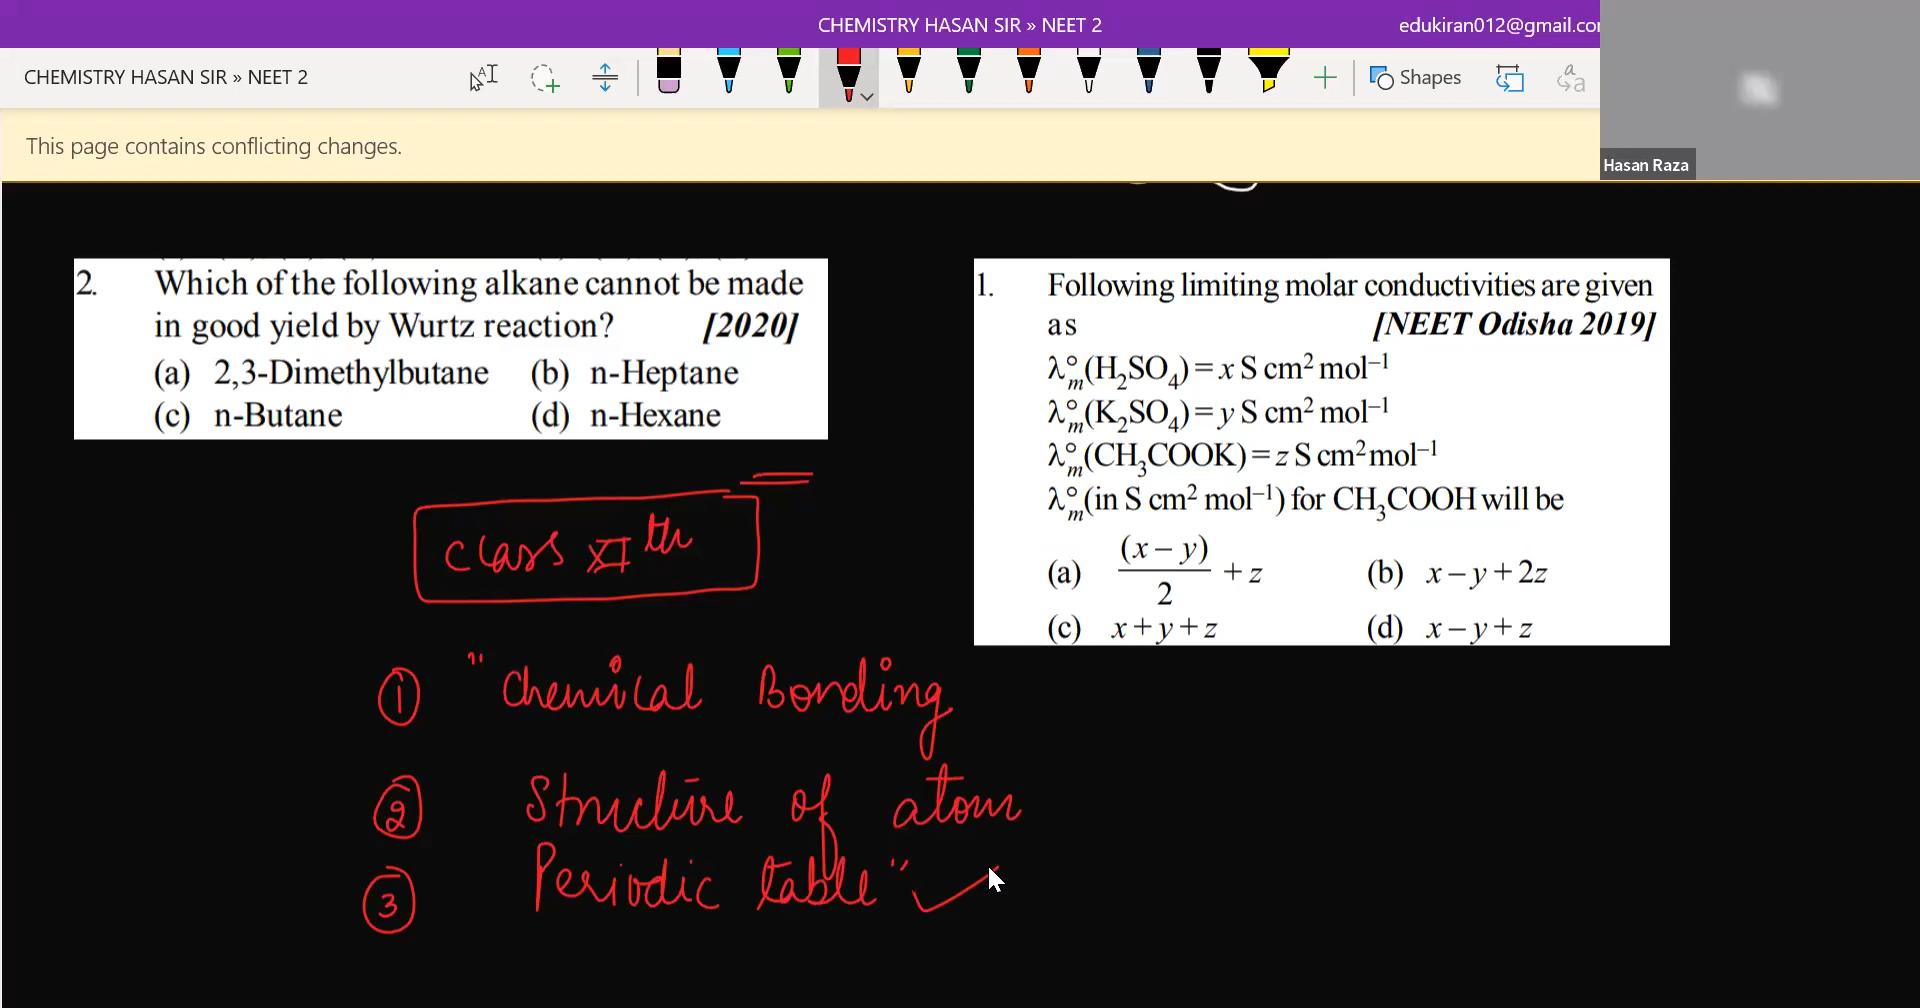 CHEMISTRY HASAN SIR » NEET 2
edukiran012@gmail.co
CHEMISTRY HASAN SIR » NEET 2
Shapes
This page contains conflicting changes.
Hasan Raza
2. Which of the following alkane cannot be made
in good yield by Wurtz reaction? [2020]
(a) 2,3-Dimethylbutane (b) n-Heptane
(c) n-Butane (d) n-Hexane
1. Following limiting molar conductivities are given
as [NEET Odisha 2019]
λ°m(H₂SO₄) = x S cm² mol⁻¹
λ°m(K₂SO₄) = y S cm² mol⁻¹
λ°m(CH₃COOK) = z S cm² mol⁻¹
λ°m(in S cm² mol⁻¹) for CH₃COOH will be
(a) (x – y)/2 + z (b) x – y + 2z
(c) x + y + z (d) x – y + z
class XIth
① "Chemical Bonding
② Structure of atom
③ Periodic table"